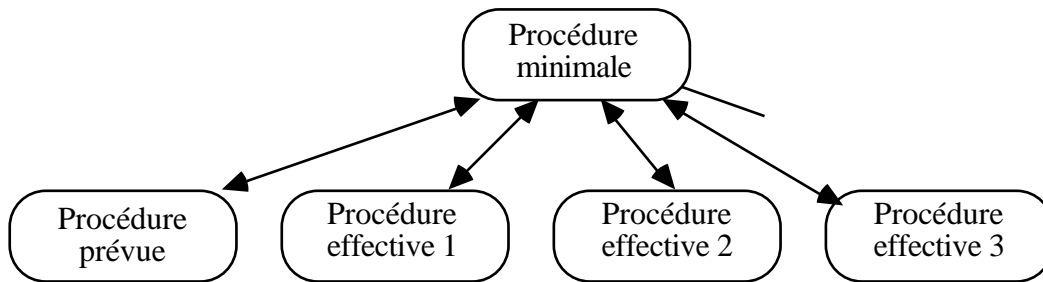 Procédure
minimale
Procédure
prévue
Procédure
effective 1
Procédure
effective 2
Procédure
effective 3